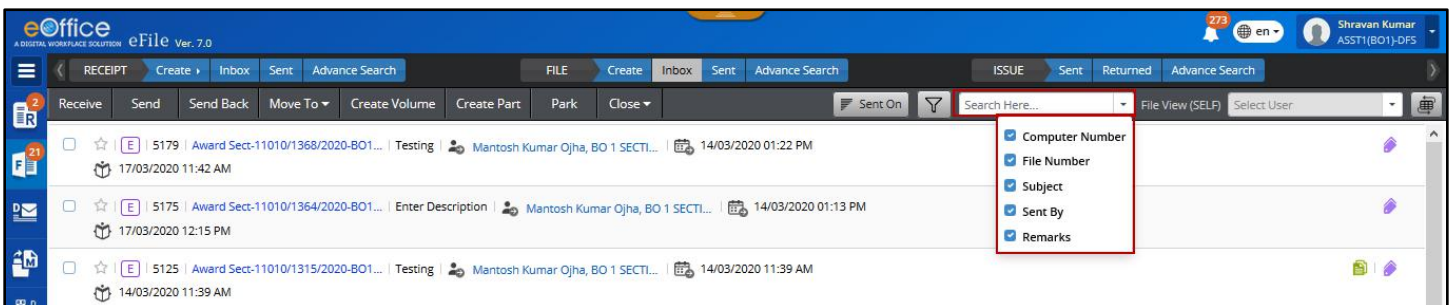 eOffice
A DIGITAL WORKPLACE SOLUTION eFile Ver. 7.0
273
en
Shravan Kumar
ASST1(BO1)-DFS
RECEIPT Create Inbox Sent Advance Search FILE Create Inbox Sent Advance Search ISSUE Sent Returned Advance Search
2
R
Receive Send Send Back Move To Create Volume Create Part Park Close Sent On Search Here... File View (SELF) Select User
Computer Number
File Number
Subject
Sent By
Remarks
21
F
E 5179 Award Sect-11010/1368/2020-BO1... Testing Mantosh Kumar Ojha, BO 1 SECTI... 14/03/2020 01:22 PM
17/03/2020 11:42 AM
D
E 5175 Award Sect-11010/1364/2020-BO1... Enter Description Mantosh Kumar Ojha, BO 1 SECTI... 14/03/2020 01:13 PM
17/03/2020 12:15 PM
M
E 5125 Award Sect-11010/1315/2020-BO1... Testing Mantosh Kumar Ojha, BO 1 SECTI... 14/03/2020 11:39 AM
14/03/2020 11:39 AM